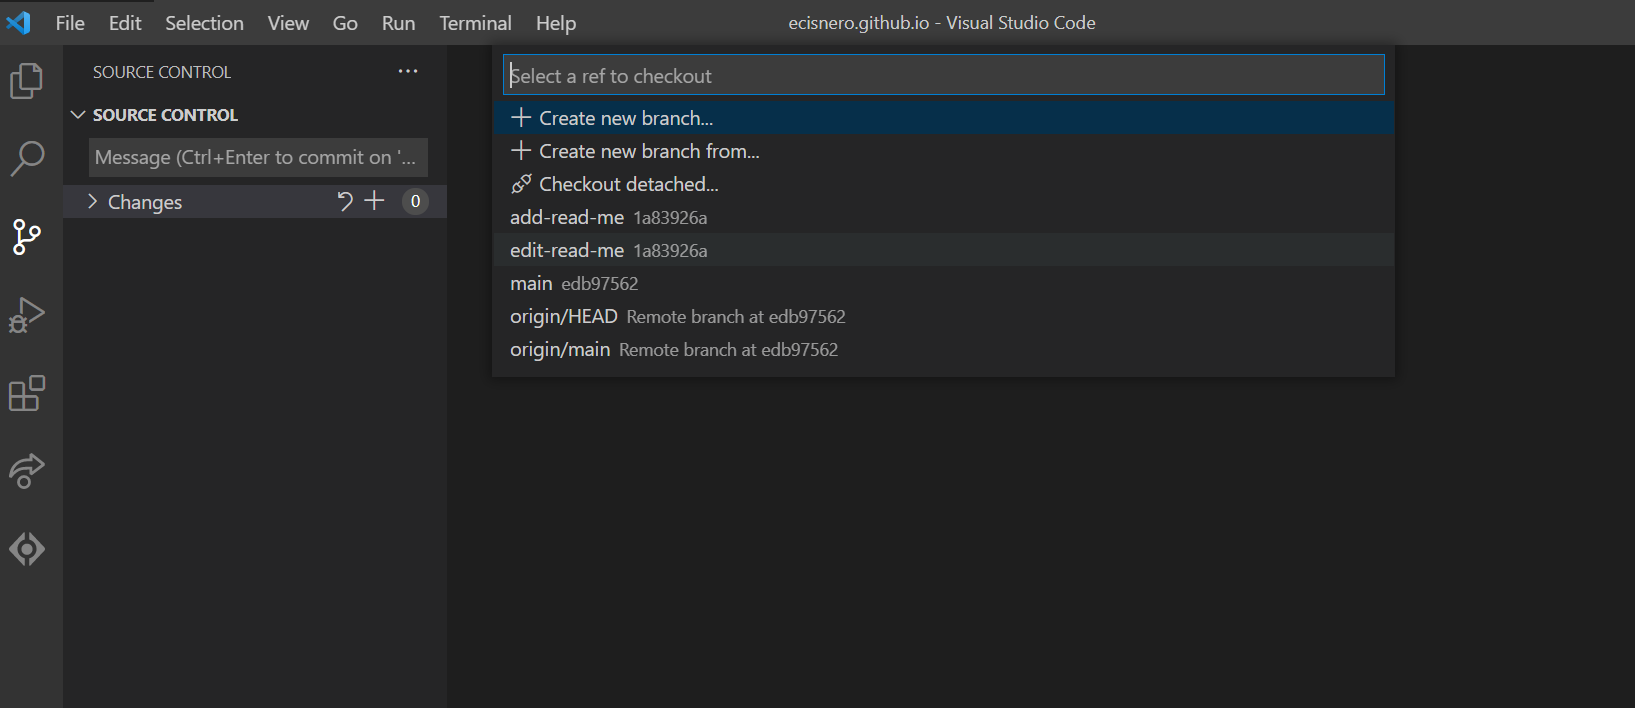 File Edit Selection View Go Run Terminal Help ecisnero.github.io - Visual Studio Code
SOURCE CONTROL ...
SOURCE CONTROL
Message (Ctrl+Enter to commit on '...
Changes 0
Select a ref to checkout
Create new branch...
Create new branch from...
Checkout detached...
add-read-me 1a83926a
edit-read-me 1a83926a
main edb97562
origin/HEAD Remote branch at edb97562
origin/main Remote branch at edb97562